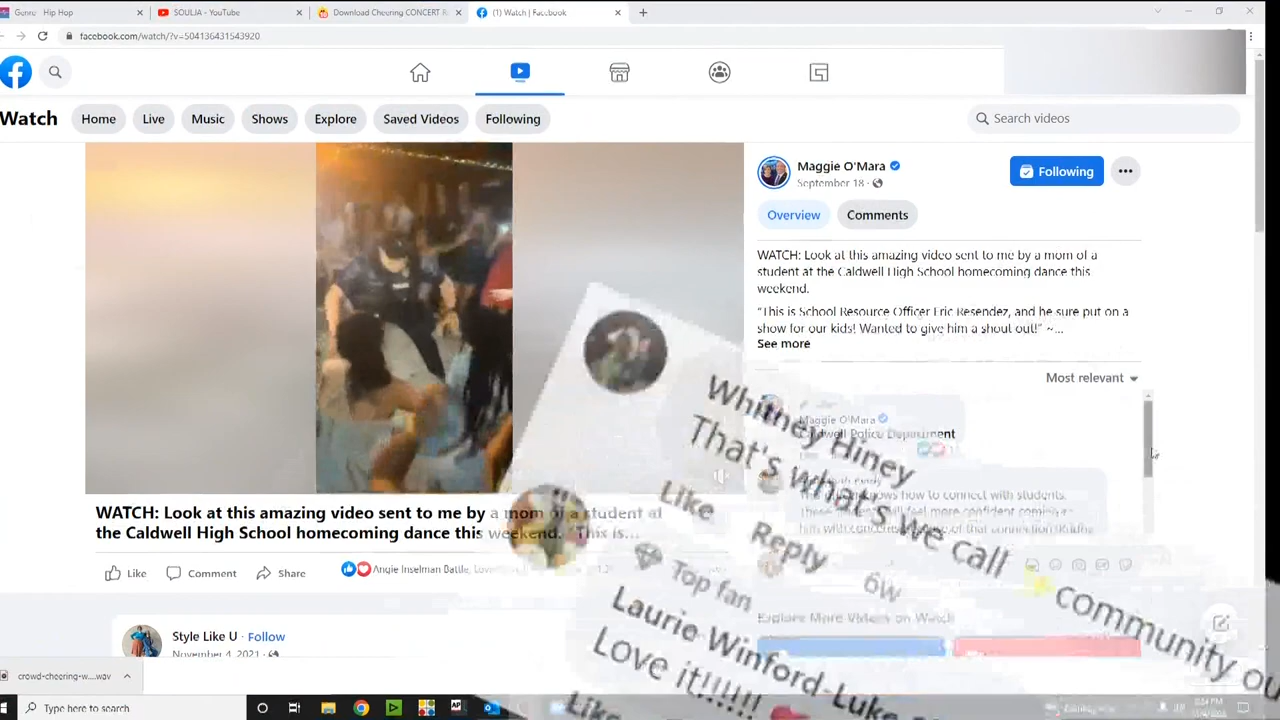 Genre Hip Hop
SOULJA - YouTube
Download Cheering CONCERT R
(1) Watch | Facebook
facebook.com/watch/?v=504136431543920
Watch
Home
Live
Music
Shows
Explore
Saved Videos
Following
Search videos
Maggie O'Mara
September 18
Following
Overview
Comments
WATCH: Look at this amazing video sent to me by a mom of a
student at the Caldwell High School homecoming dance this
weekend.
"This is School Resource Officer Eric Resendez, and he sure put on a
show for our kids! Wanted to give him a shout out!" ~...
See more
Most relevant
Maggie O'Mara
Caldwell Police Department
knows how to connect with students.
feel more confident
Whitney Hiney
That's what we call community
Like Reply 6w
Top fan
Laurie Winford-Luke
Love it!!!!!!
Like
WATCH: Look at this amazing video sent to me by a mom of a student at
the Caldwell High School homecoming dance this weekend. "This is...
Like
Comment
Share
Angie Inselman Battle,
Explore More Videos on Watch
Style Like U · Follow
November 4, 2021
crowd-cheering-w....wav
Type here to search